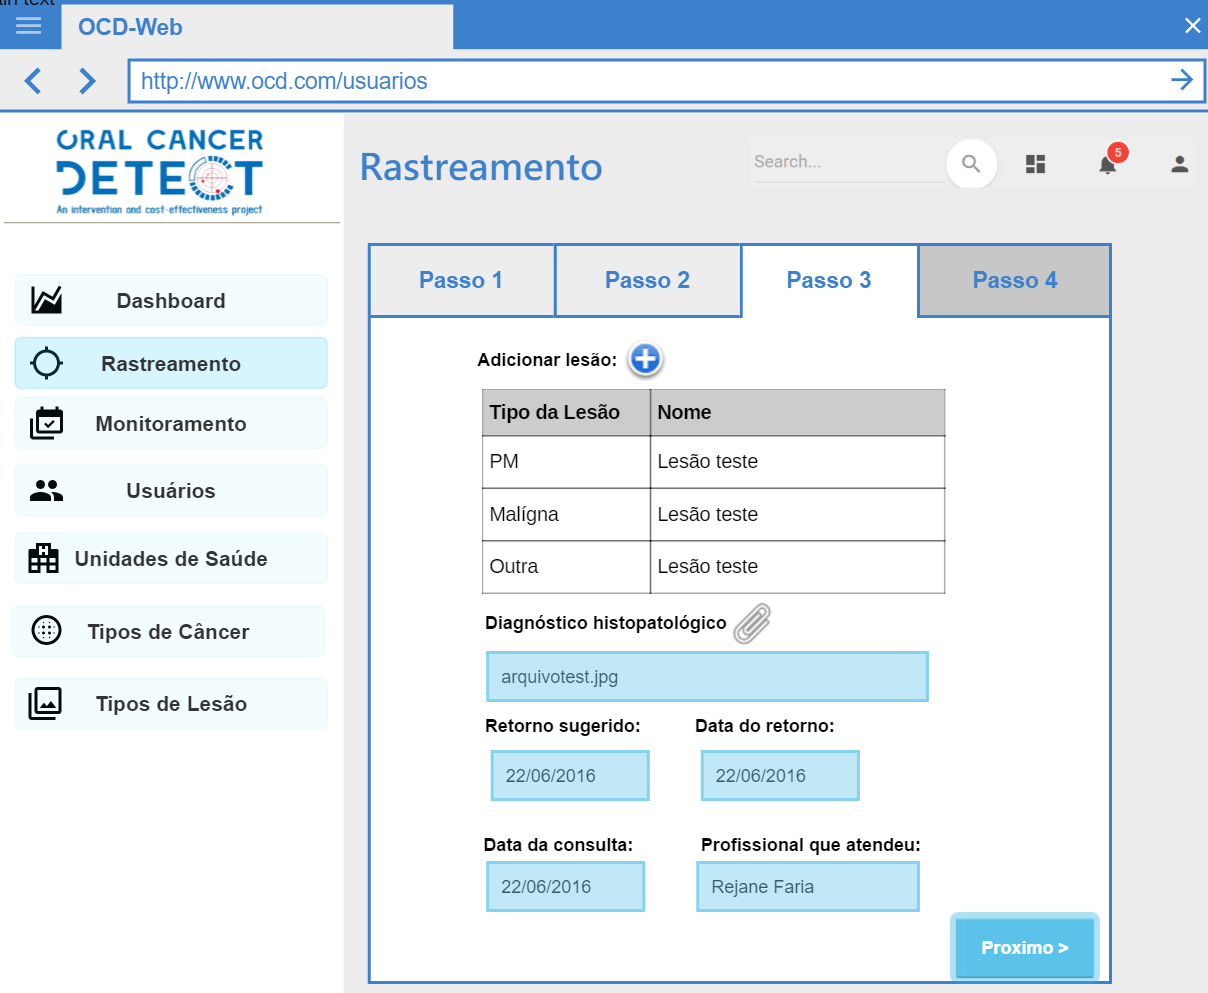 OCD-Web
http://www.ocd.com/usuarios
ORAL CANCER
DETECT
An intervention and cost-effectiveness project
Rastreamento
Search...
5
Dashboard
Rastreamento
Monitoramento
Usuários
Unidades de Saúde
Tipos de Câncer
Tipos de Lesão
Passo 1
Passo 2
Passo 3
Passo 4
Adicionar lesão:
Tipo da Lesão Nome
PM Lesão teste
Malígna Lesão teste
Outra Lesão teste
Diagnóstico histopatológico
arquivotest.jpg
Retorno sugerido: Data do retorno:
22/06/2016 22/06/2016
Data da consulta: Profissional que atendeu:
22/06/2016 Rejane Faria
Proximo >